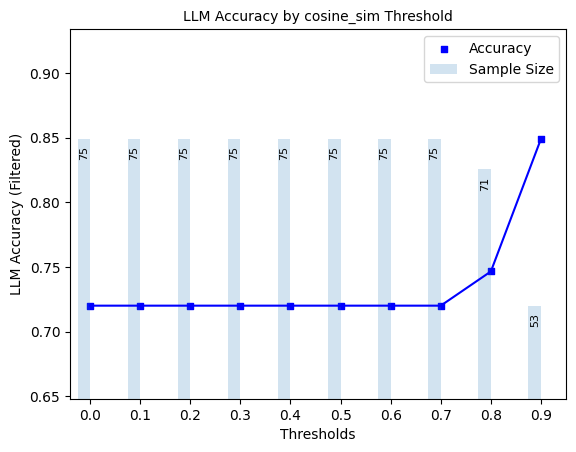 LLM Accuracy by cosine_sim Threshold
Accuracy
Sample Size
LLM Accuracy (Filtered)
0.90
0.85
0.80
0.75
0.70
0.65
75 75 75 75 75 75 75 75 71 53
0.0 0.1 0.2 0.3 0.4 0.5 0.6 0.7 0.8 0.9
Thresholds